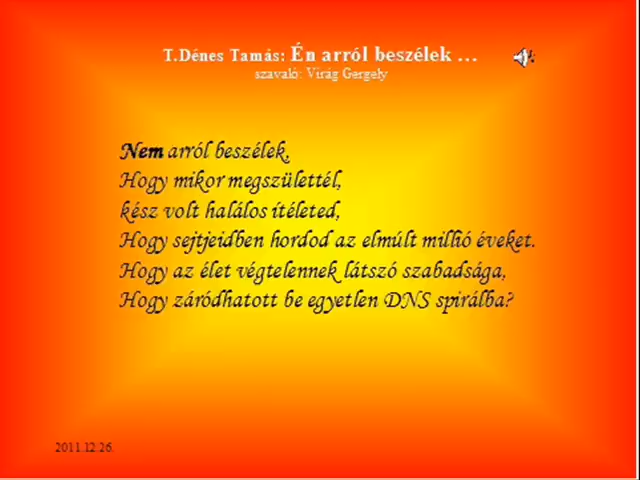 T.Dénes Tamás: Én arról beszélek …
szavaló: Virág Gergely
Nem arról beszélek,
Hogy mikor megszülettél,
kész volt halálos ítéleted,
Hogy sejtjeidben hordod az elmúlt millió éveket.
Hogy az élet végtelennek látszó szabadsága,
Hogy záródhatott be egyetlen DNS spirálba?
2011.12.26.